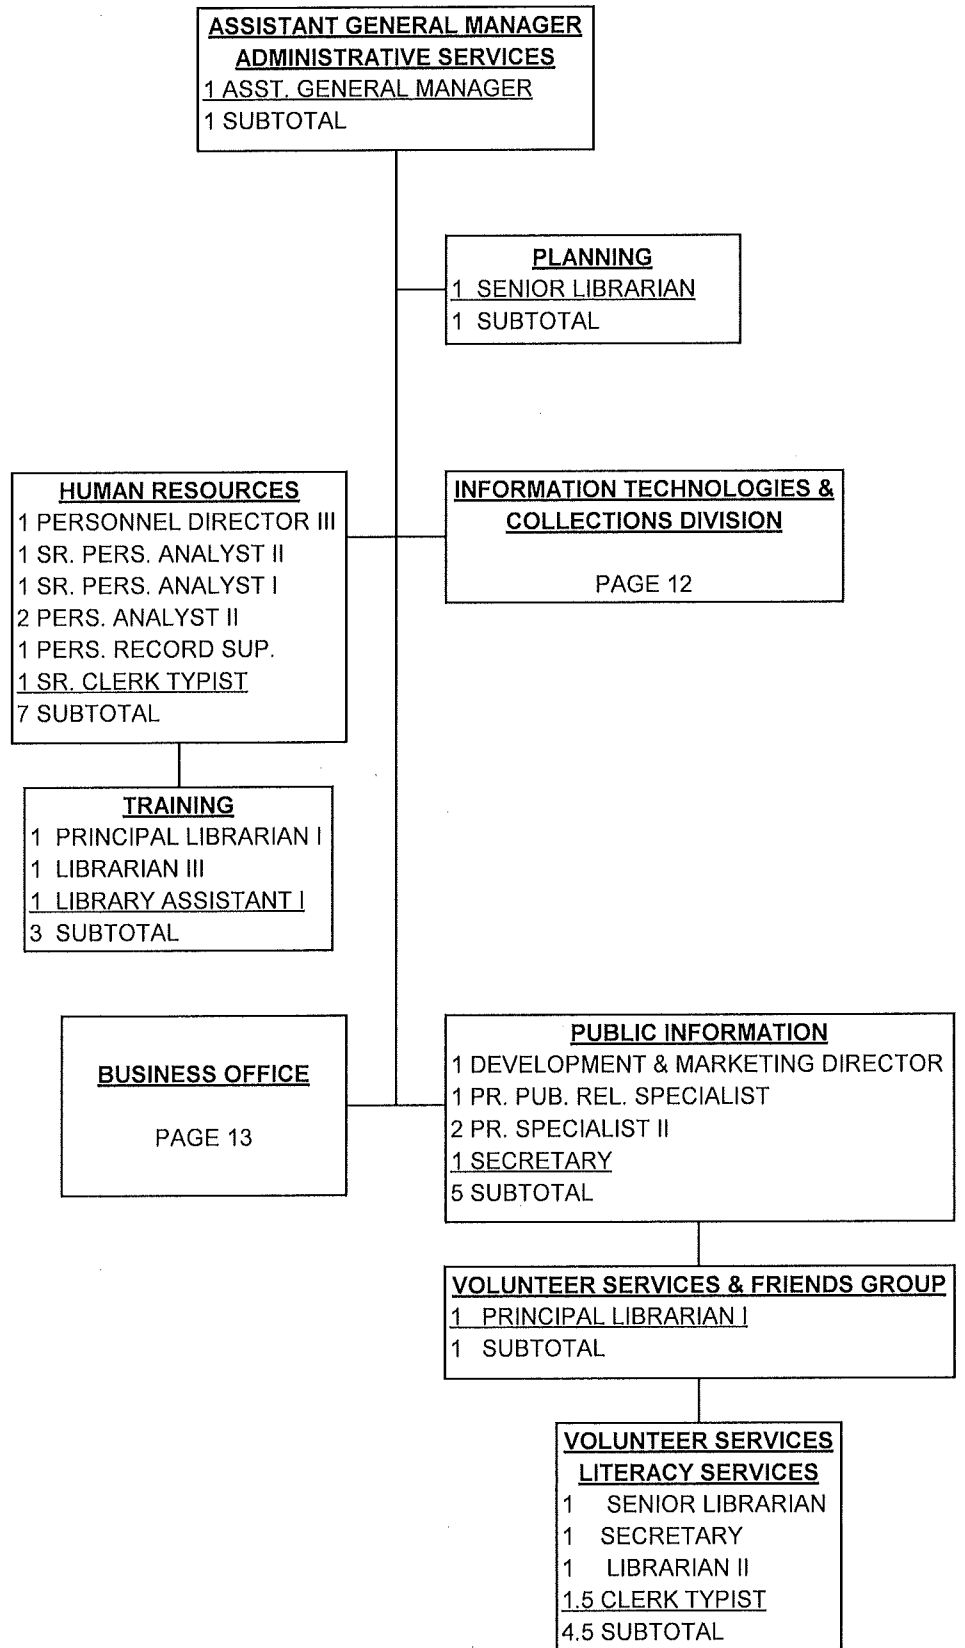 ASSISTANT GENERAL MANAGER
ADMINISTRATIVE SERVICES
1 ASST. GENERAL MANAGER
1 SUBTOTAL
PLANNING
1 SENIOR LIBRARIAN
1 SUBTOTAL
HUMAN RESOURCES
1 PERSONNEL DIRECTOR III
1 SR. PERS. ANALYST II
1 SR. PERS. ANALYST I
2 PERS. ANALYST II
1 PERS. RECORD SUP.
1 SR. CLERK TYPIST
7 SUBTOTAL
INFORMATION TECHNOLOGIES &
COLLECTIONS DIVISION
PAGE 12
TRAINING
1 PRINCIPAL LIBRARIAN I
1 LIBRARIAN III
1 LIBRARY ASSISTANT I
3 SUBTOTAL
BUSINESS OFFICE
PAGE 13
PUBLIC INFORMATION
1 DEVELOPMENT & MARKETING DIRECTOR
1 PR. PUB. REL. SPECIALIST
2 PR. SPECIALIST II
1 SECRETARY
5 SUBTOTAL
VOLUNTEER SERVICES & FRIENDS GROUP
1 PRINCIPAL LIBRARIAN I
1 SUBTOTAL
VOLUNTEER SERVICES
LITERACY SERVICES
1 SENIOR LIBRARIAN
1 SECRETARY
1 LIBRARIAN II
1.5 CLERK TYPIST
4.5 SUBTOTAL